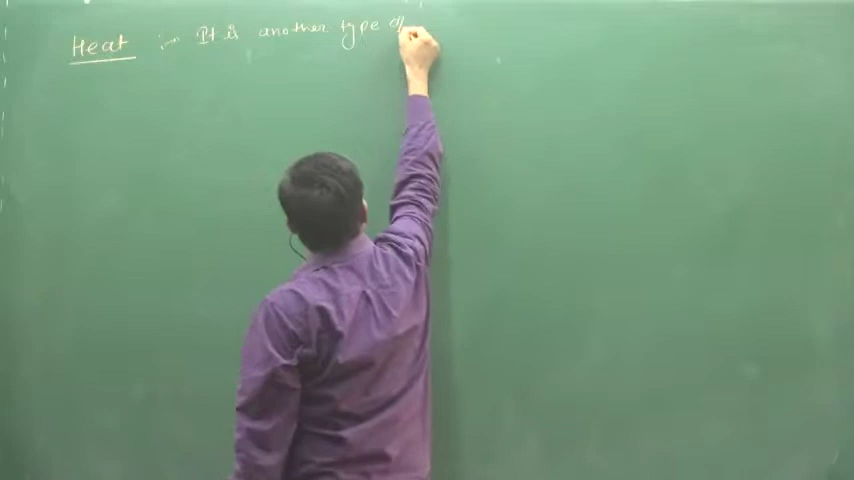 Heat :- It is another type of